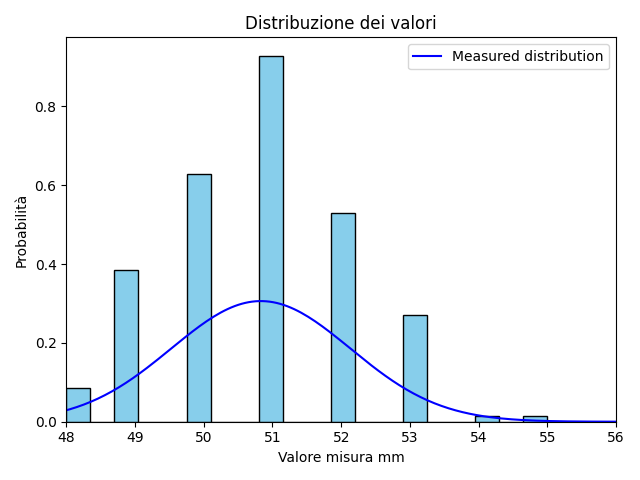 Distribuzione dei valori
Measured distribution
Probabilità
0.8
0.6
0.4
0.2
0.0
48 49 50 51 52 53 54 55 56
Valore misura mm